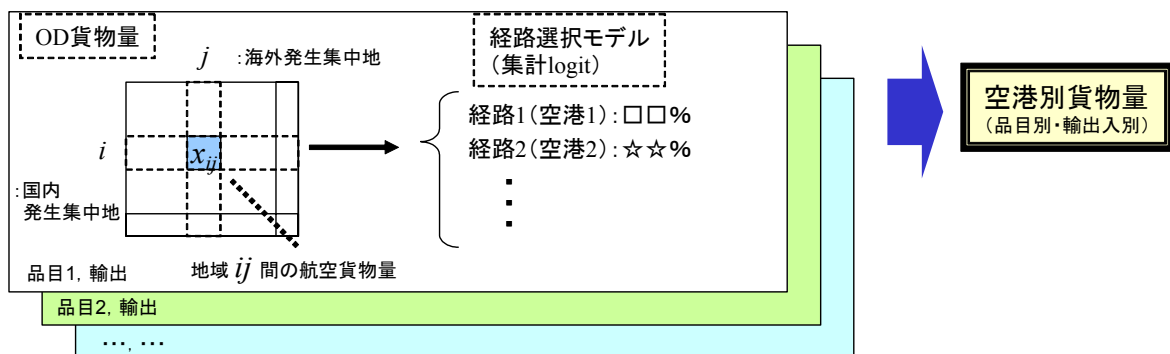 OD貨物量
j :海外発生集中地
i
:国内
発生集中地
x_ij
地域 ij 間の航空貨物量
経路選択モデル
(集計logit)
経路1(空港1):□□%
経路2(空港2):☆☆%
・
・
・
品目1, 輸出
品目2, 輸出
・・・, ・・・
空港別貨物量
(品目別・輸出入別)